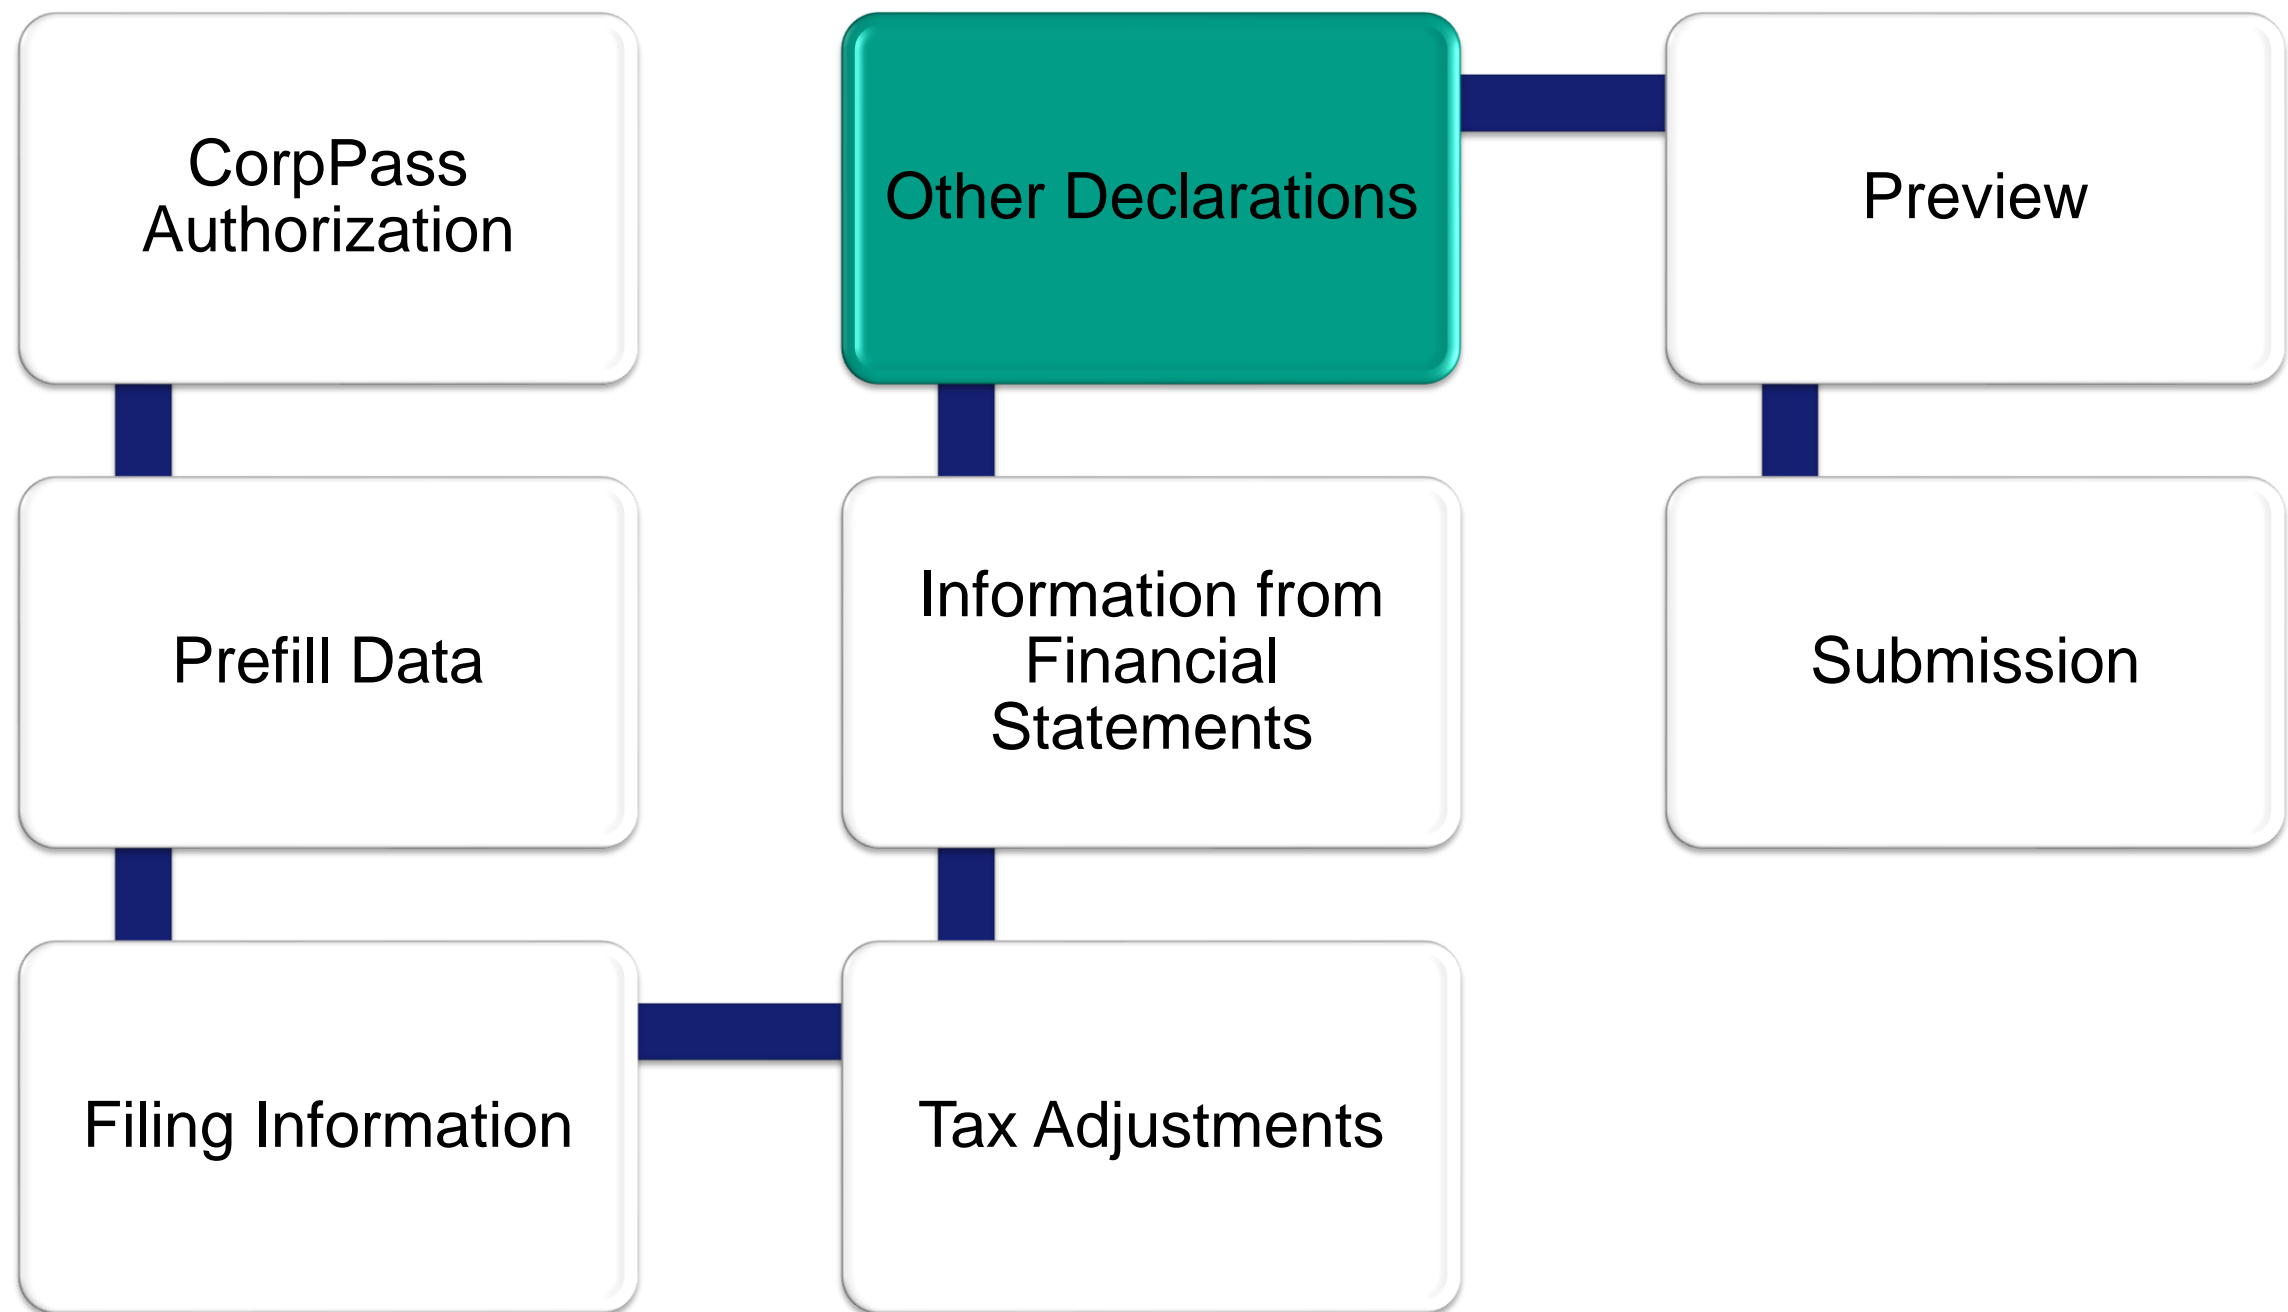 CorpPass
Authorization
Prefill Data
Filing Information
Tax Adjustments
Information from
Financial
Statements
Other Declarations
Preview
Submission